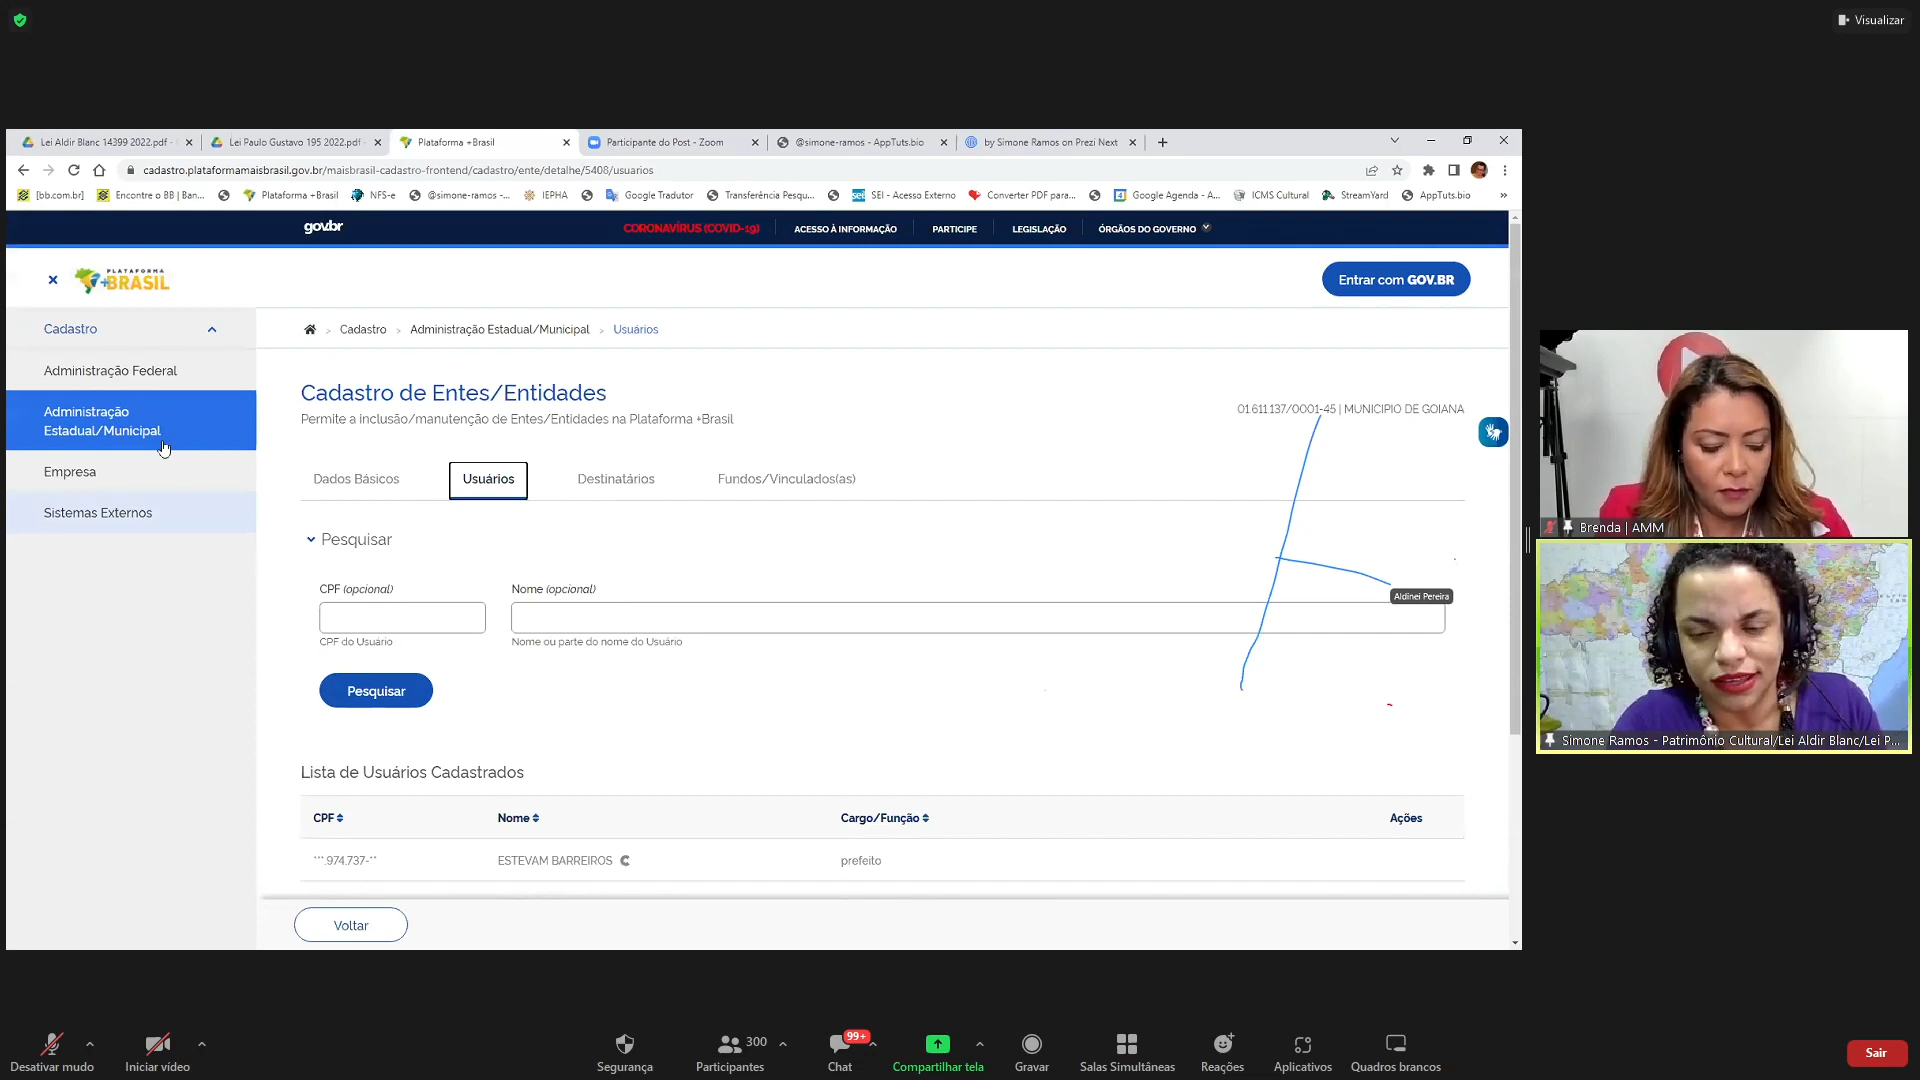 Visualizar
Lei Aldir Blanc 14399 2022.pdf -
Lei Paulo Gustavo 195 2022.pdf -
Plataforma +Brasil
Participante do Post - Zoom
@simone-ramos - AppTuts.bio
by Simone Ramos on Prezi Next
cadastro.plataformamaisbrasil.gov.br/maisbrasil-cadastro-frontend/cadastro/ente/detalhe/5408/usuarios
[bb.com.br]
Encontre o BB | Ban...
Plataforma +Brasil
NFS-e
@simone-ramos -...
IEPHA
Google Tradutor
Transferência Pesqu...
SEI - Acesso Externo
Converter PDF para...
Google Agenda - A...
ICMS Cultural
StreamYard
AppTuts.bio
gov.br
CORONAVÍRUS (COVID-19)
ACESSO À INFORMAÇÃO
PARTICIPE
LEGISLAÇÃO
ÓRGÃOS DO GOVERNO
PLATAFORMA
+BRASIL
Entrar com GOV.BR
Cadastro
Administração Federal
Administração
Estadual/Municipal
Empresa
Sistemas Externos
Cadastro > Administração Estadual/Municipal > Usuários
Cadastro de Entes/Entidades
Permite a inclusão/manutenção de Entes/Entidades na Plataforma +Brasil
01.611.137/0001-45 | MUNICIPIO DE GOIANA
Dados Básicos
Usuários
Destinatários
Fundos/Vinculados(as)
Pesquisar
CPF (opcional)
Nome (opcional)
CPF do Usuário
Nome ou parte do nome do Usuário
Aldinei Pereira
Pesquisar
Lista de Usuários Cadastrados
CPF
Nome
Cargo/Função
Ações
***.974.737-**
ESTEVAM BARREIROS
prefeito
Voltar
Brenda | AMM
Simone Ramos - Patrimônio Cultural/Lei Aldir Blanc/Lei P...
Desativar mudo
Iniciar vídeo
Segurança
300
Participantes
99+
Chat
Compartilhar tela
Gravar
Salas Simultâneas
Reações
Aplicativos
Quadros brancos
Sair